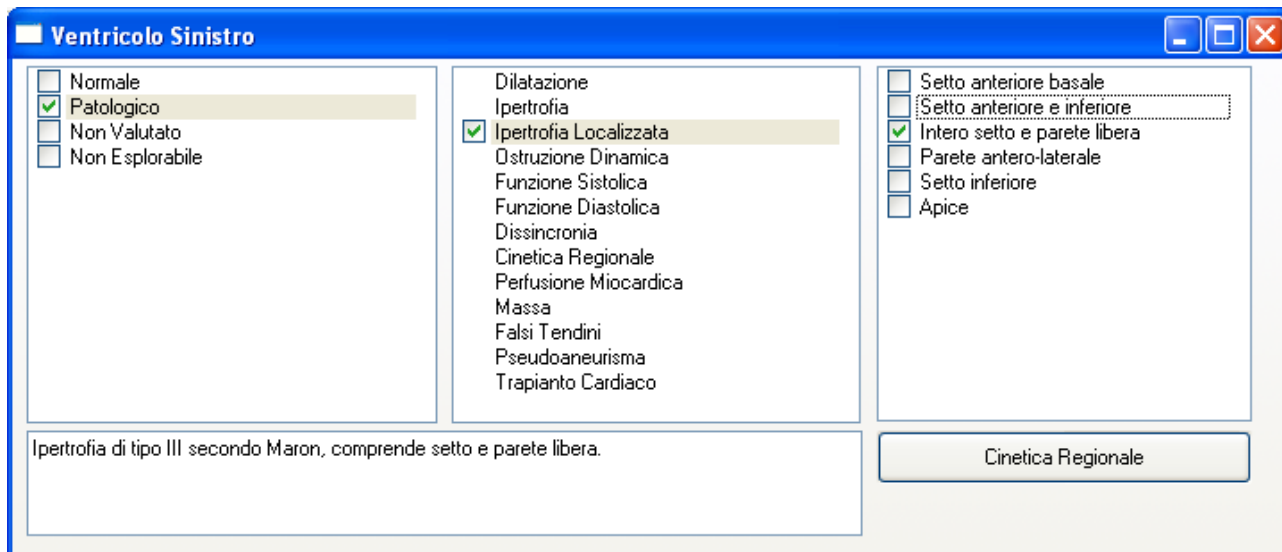 Ventricolo Sinistro
Normale
Patologico
Non Valutato
Non Esplorabile
Dilatazione
Ipertrofia
Ipertrofia Localizzata
Ostruzione Dinamica
Funzione Sistolica
Funzione Diastolica
Dissincronia
Cinetica Regionale
Perfusione Miocardica
Massa
Falsi Tendini
Pseudoaneurisma
Trapianto Cardiaco
Setto anteriore basale
Setto anteriore e inferiore
Intero setto e parete libera
Parete antero-laterale
Setto inferiore
Apice
Ipertrofia di tipo III secondo Maron, comprende setto e parete libera.
Cinetica Regionale